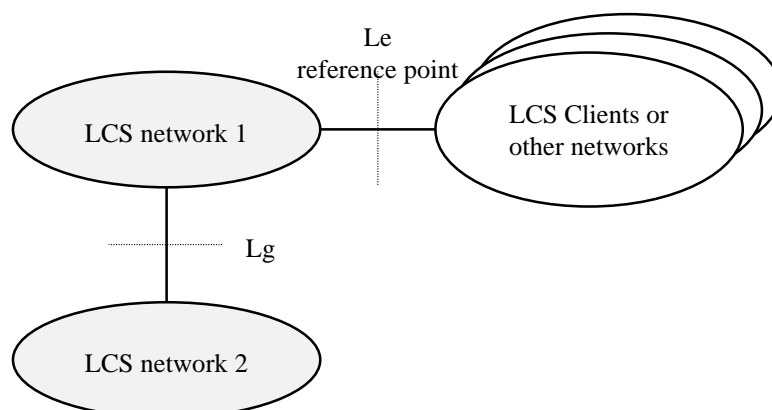 Le
reference point
LCS network 1
LCS Clients or
other networks
Lg
LCS network 2